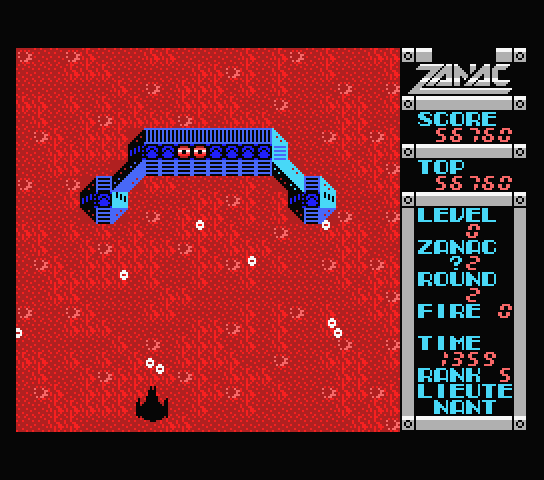 ZANAC
SCORE
56760
TOP
56760
LEVEL
0
ZANAC
?2
ROUND
2
FIRE 0
TIME
1359
RANK 5
LIEUTE
NANT